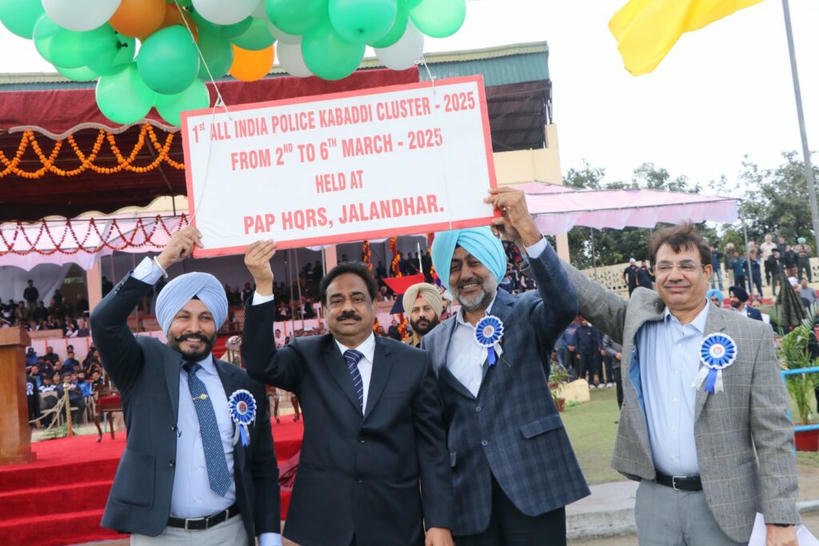 1st ALL INDIA POLICE KABADDI CLUSTER - 2025
FROM 2ND TO 6TH MARCH - 2025
HELD AT
PAP HQRS, JALANDHAR.